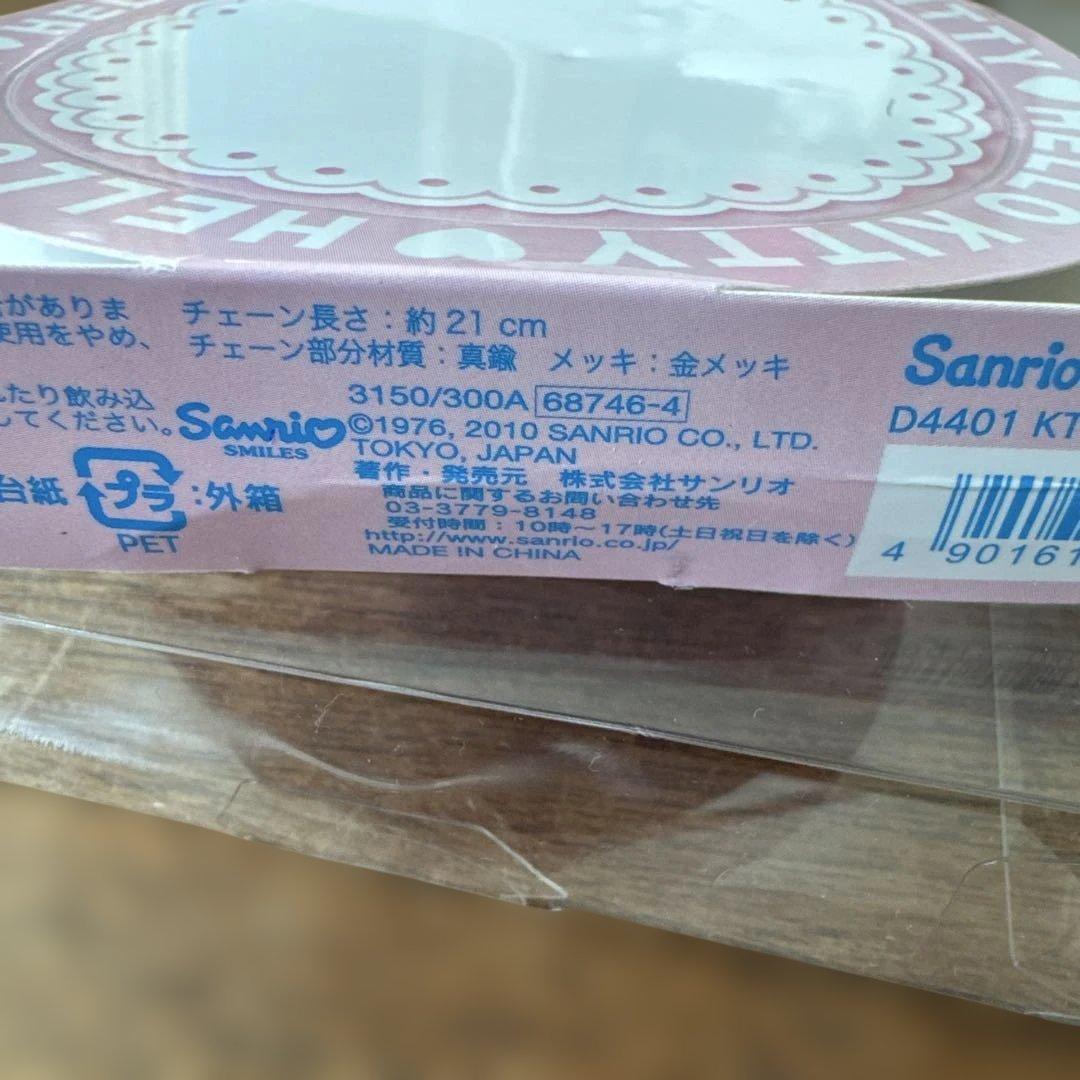 HELLO KITTY
HELLO KITTY
がありま
使用をやめ、
たり飲み込
してください。
台紙
プラ
:外箱
PET
チェーン長さ:約21 cm
チェーン部分材質:真鍮 メッキ:金メッキ
3150/300A 68746-4
Sanrio
SMILES
©1976, 2010 SANRIO CO., LTD.
TOKYO, JAPAN
著作・発売元 株式会社サンリオ
商品に関するお問い合わせ先
03-3779-8148
受付時間:10時~17時(土日祝日を除く)
http://www.sanrio.co.jp/
MADE IN CHINA
Sanrio
D4401 KT
4 90161